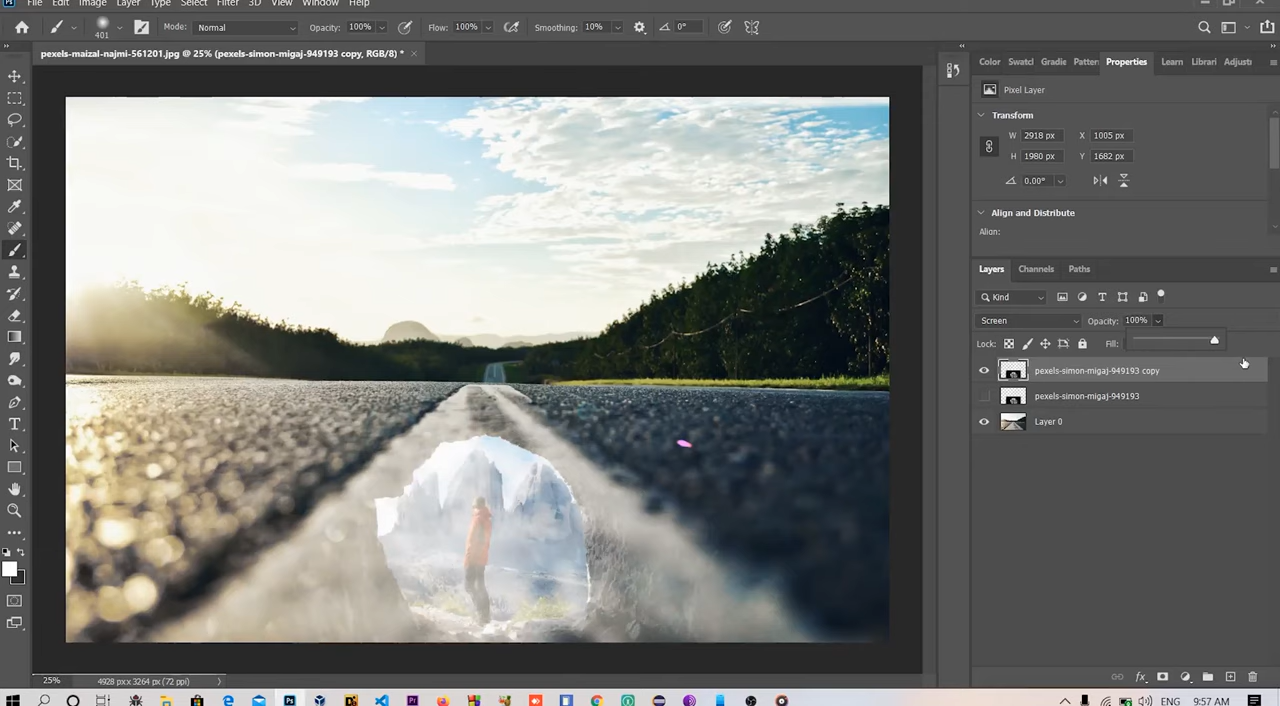 File Edit Image Layer Type Select Filter 3D View Window Help
401 Mode: Normal Opacity: 100% Flow: 100% Smoothing: 10% 0°
pexels-maizal-najmi-561201.jpg @ 25% (pexels-simon-migaj-949193 copy, RGB/8) *
Color Swatcl Gradie Patter Properties Learn Librari Adjustr
Pixel Layer
Transform
W 2918 px X 1005 px
H 1980 px Y 1682 px
0.00°
Align and Distribute
Align:
Layers Channels Paths
Kind
Screen Opacity: 100%
Lock: Fill:
pexels-simon-migaj-949193 copy
pexels-simon-migaj-949193
Layer 0
25% 4928 px x 3264 px (72 ppi)
ENG 9:57 AM